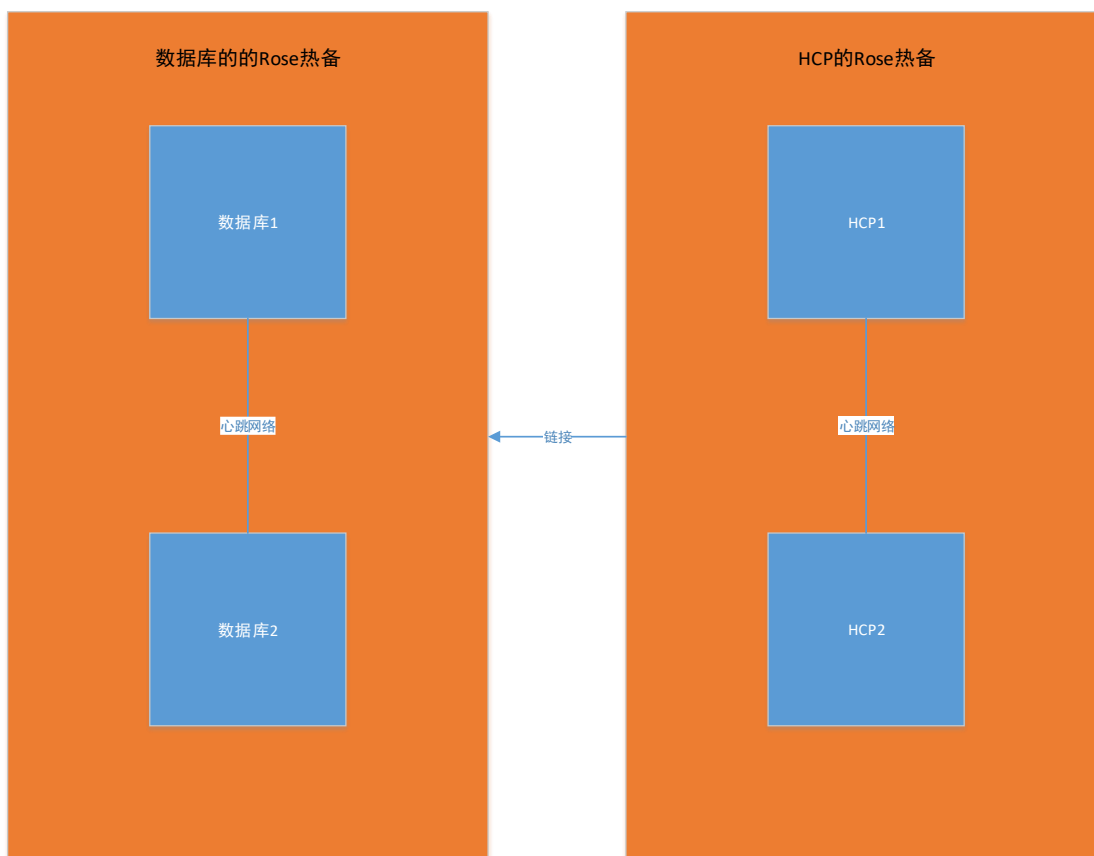 数据库的的Rose热备
数据库1
心跳网络
数据库2
链接
HCP的Rose热备
HCP1
心跳网络
HCP2